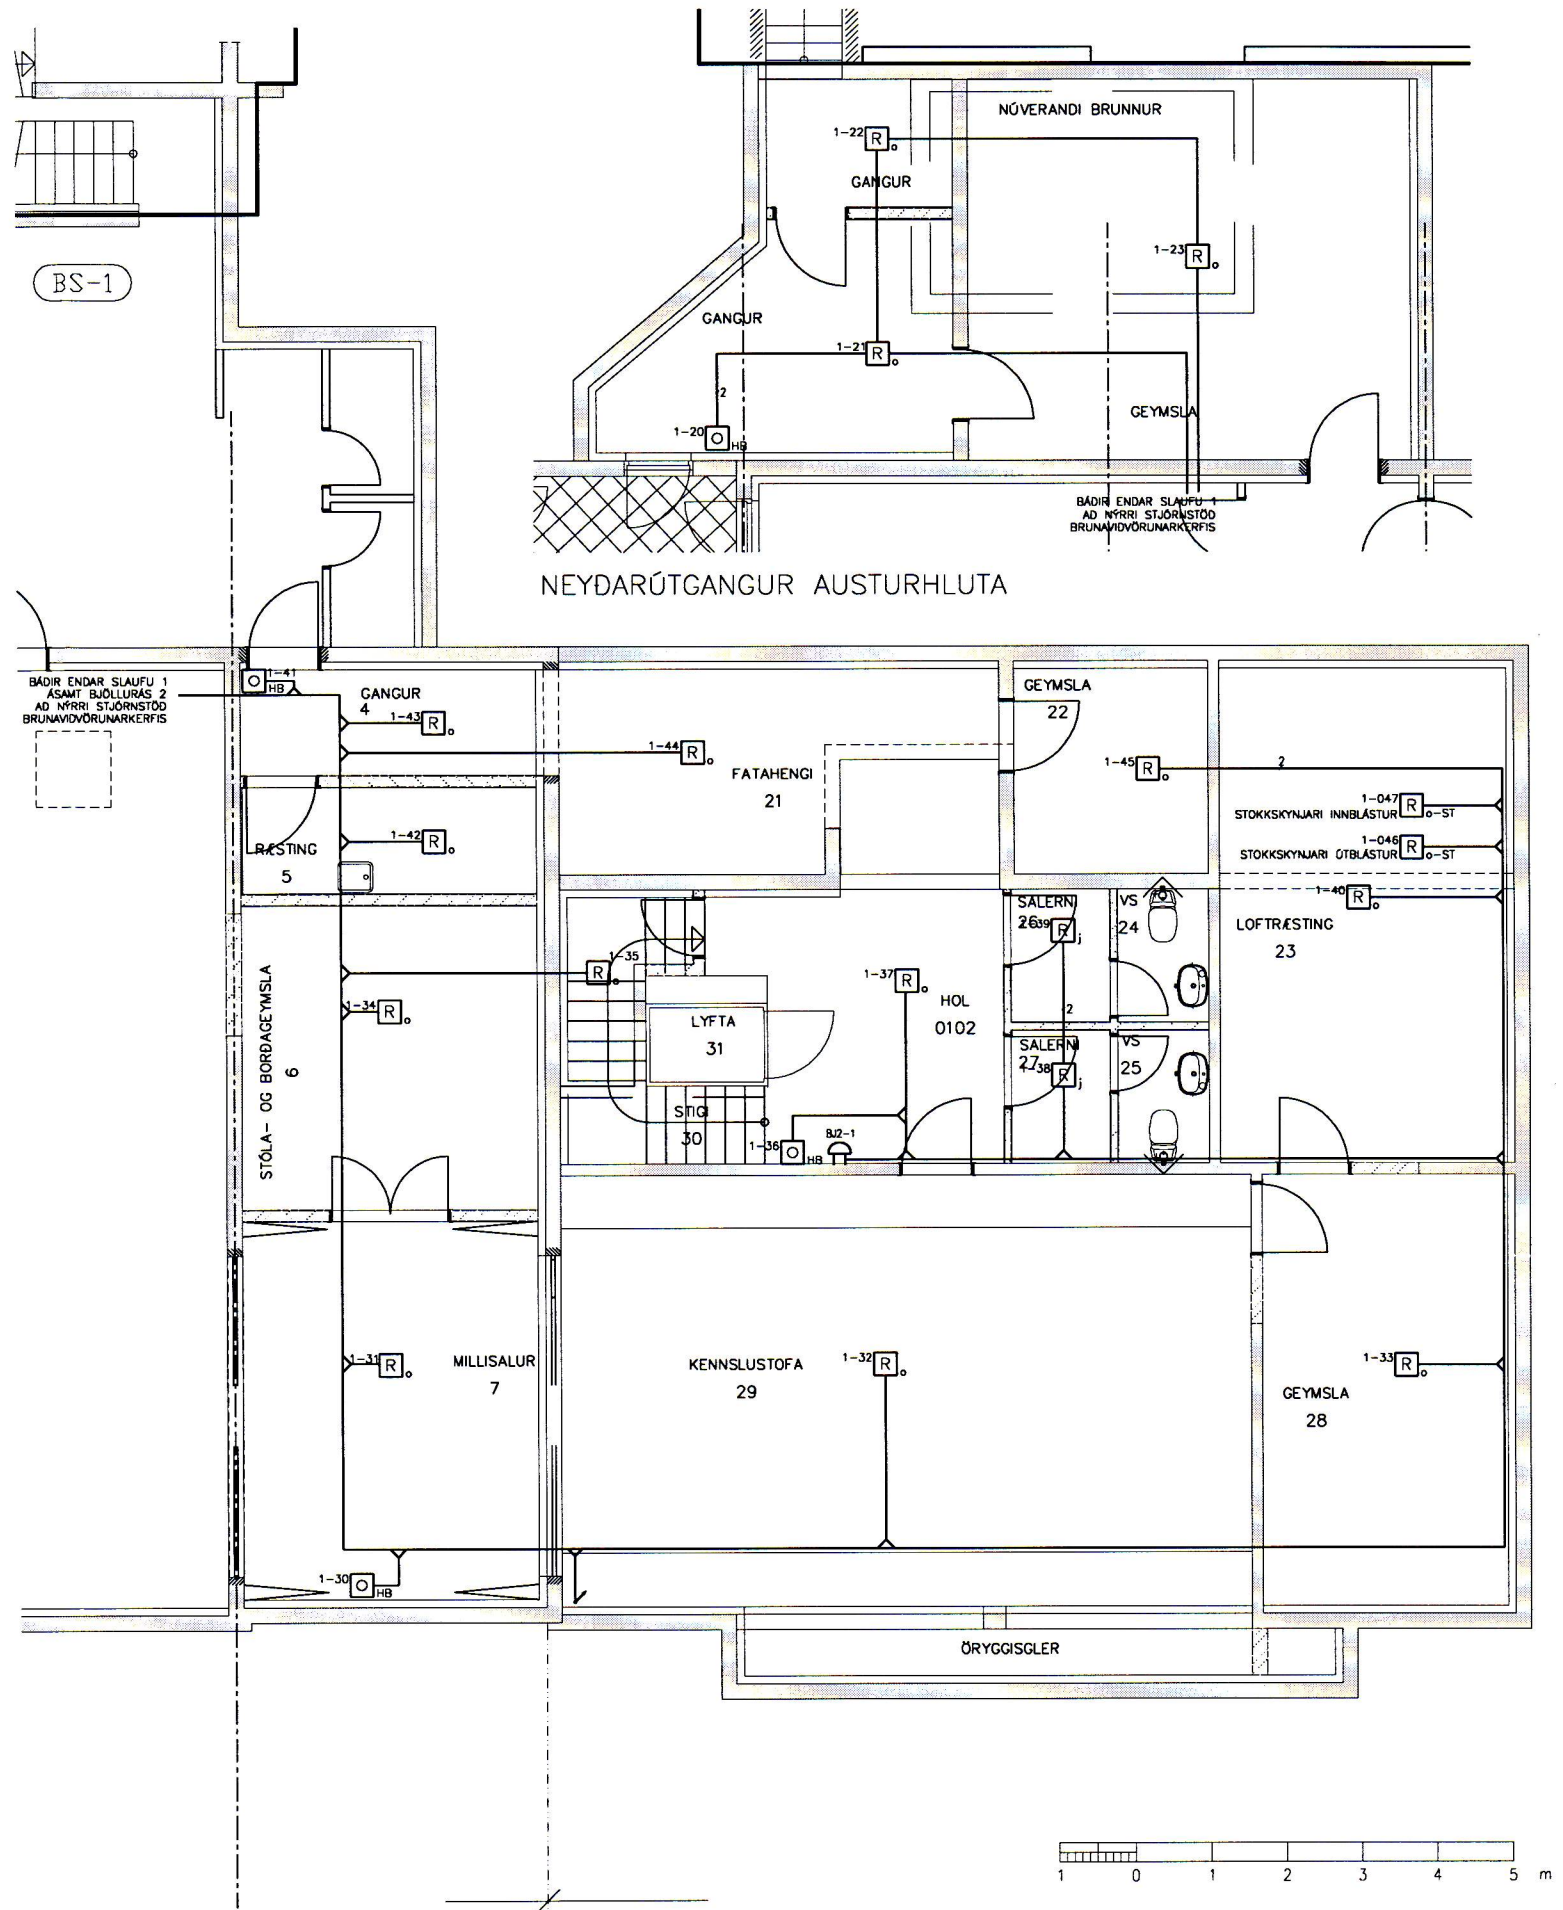 NÚVERANDI BRUNNUR
1-22 R o
GANGUR
1-23 R o
BS-1
GANGUR
1-21 R o
2
GEYMSLA
1-20 HB
BÁÐIR ENDAR SLAUFU 1
AÐ NÝRRI STJÓRNSTÖÐ
BRUNAVIÐVÖRUNARKERFIS
NEYÐARÚTGANGUR AUSTURHLUTA
BÁÐIR ENDAR SLAUFU 1
ÁSAMT BJÖLLURÁS 2
AÐ NÝRRI STJÓRNSTÖÐ
BRUNAVIÐVÖRUNARKERFIS
1-41
HB
GANGUR
4
1-43 R o
1-44 R o
FATAHENGI
21
GEYMSLA
22
1-45 R o
2
1-047 R o-ST
STOKKSKYNJARI INNBLÁSTUR
1-046 R o-ST
STOKKSKYNJARI ÚTBLÁSTUR
1-42 R o
RÆSTING
5
1-40 R o
LOFTRÆSTING
23
SALERNI
26
1-39 R j
VS
24
1-35 R o
1-37 R o
HOL
0102
STÓLA- OG BORÐAGEYMSLA
6
1-34 R o
LYFTA
31
2
SALERNI
27
1-38 R j
VS
25
STIGI
30
1-36 HB
BJ2-1
1-31 R o
MILLISALUR
7
KENNSLUSTOFA
29
1-32 R o
1-33 R o
GEYMSLA
28
1-30 HB
ÖRYGGISGLER
1 0 1 2 3 4 5 m